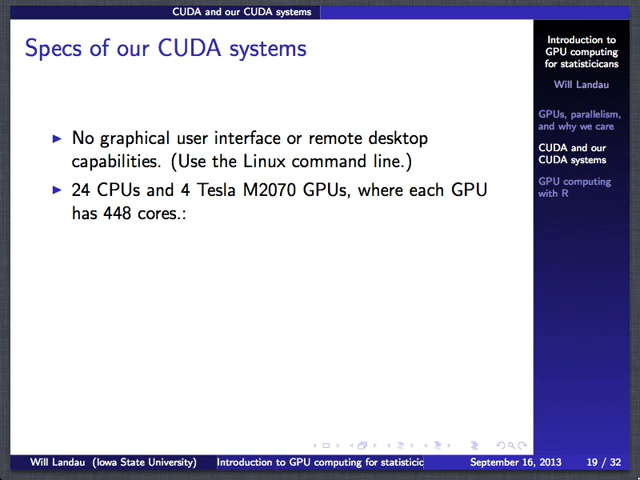 CUDA and our CUDA systems
Specs of our CUDA systems
▶ No graphical user interface or remote desktop
capabilities. (Use the Linux command line.)
▶ 24 CPUs and 4 Tesla M2070 GPUs, where each GPU
has 448 cores.:
Introduction to
GPU computing
for statisticicans
Will Landau
GPUs, parallelism,
and why we care
CUDA and our
CUDA systems
GPU computing
with R
Will Landau (Iowa State University)
Introduction to GPU computing for statisticic
September 16, 2013
19 / 32